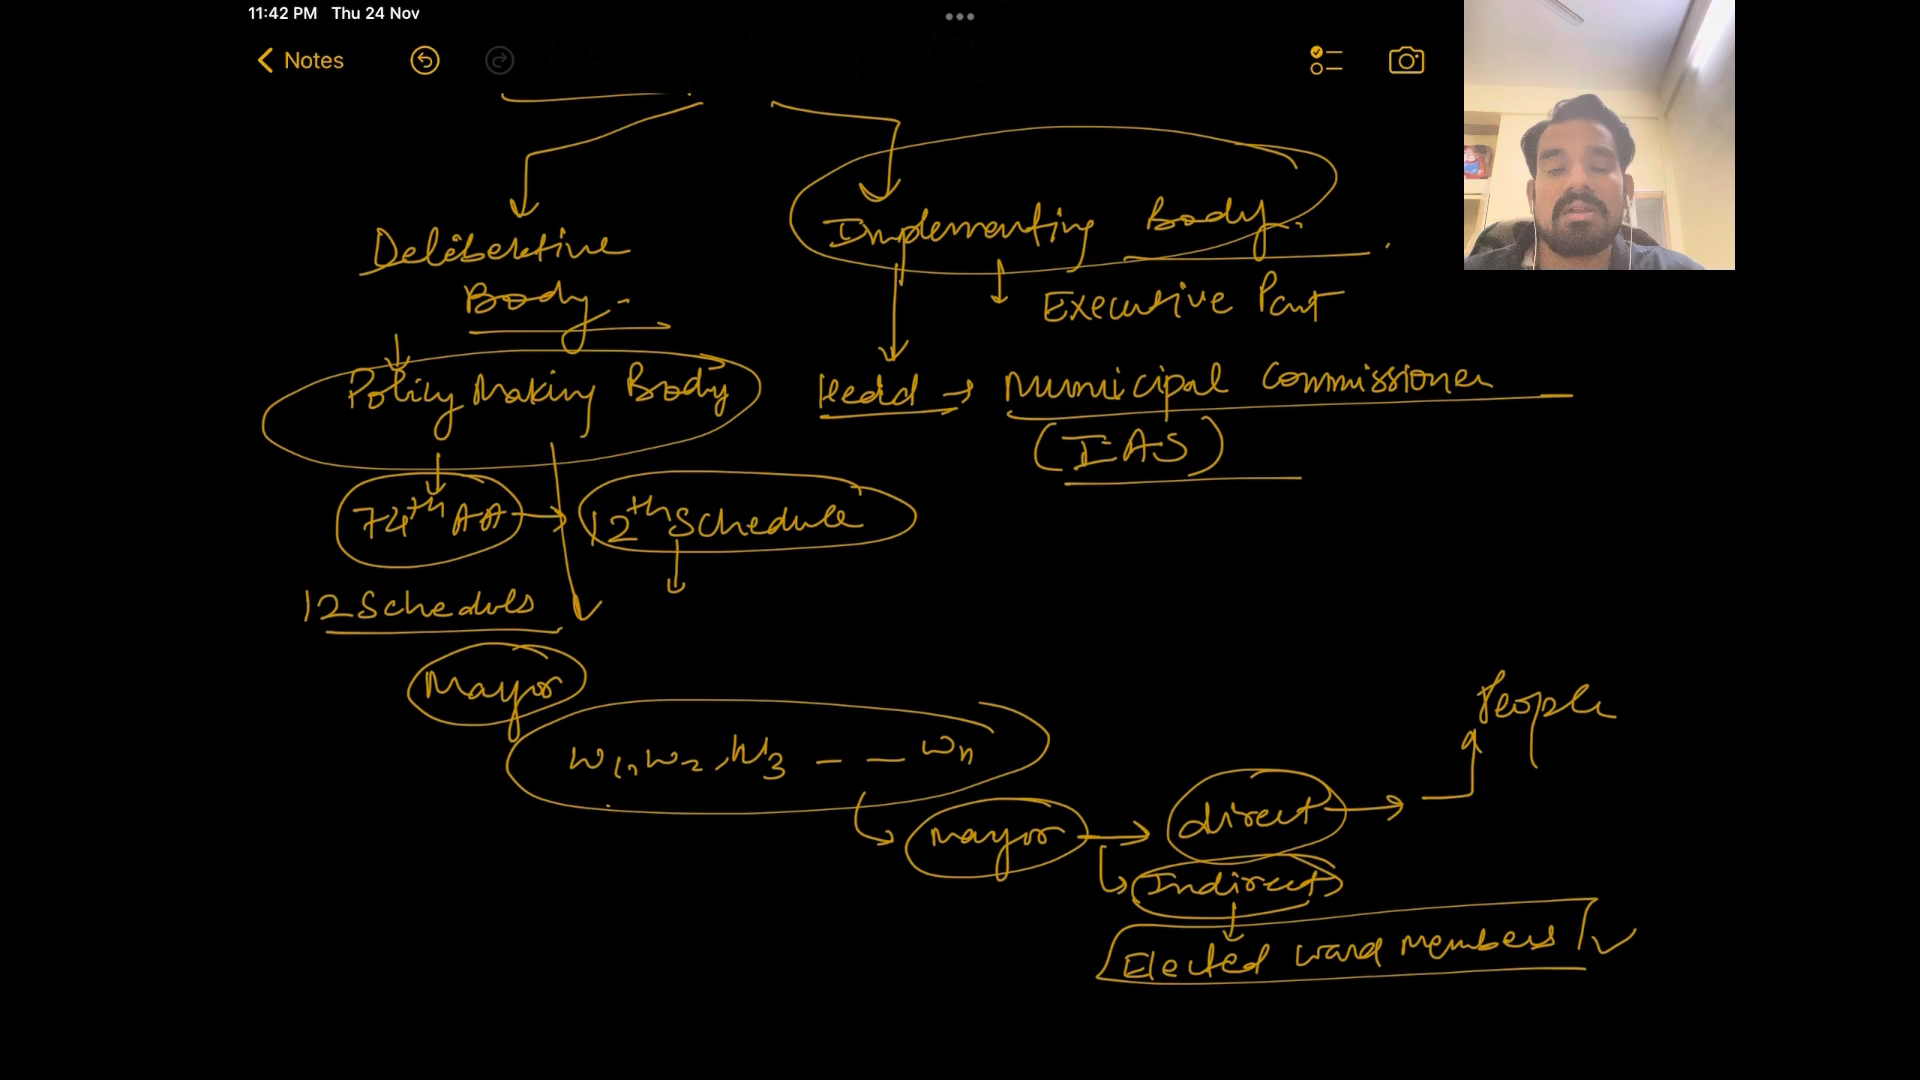 11:42 PM Thu 24 Nov
Notes
Deliberative
Body
Implementing Body
Executive Part
Policy Making Body
Head → Municipal Commissioner
(IAS)
74th AA → 12th Schedule
12 Schedules
Mayor
W1, W2, W3 - - Wn
Mayor → direct → People
Indirect
Elected ward members